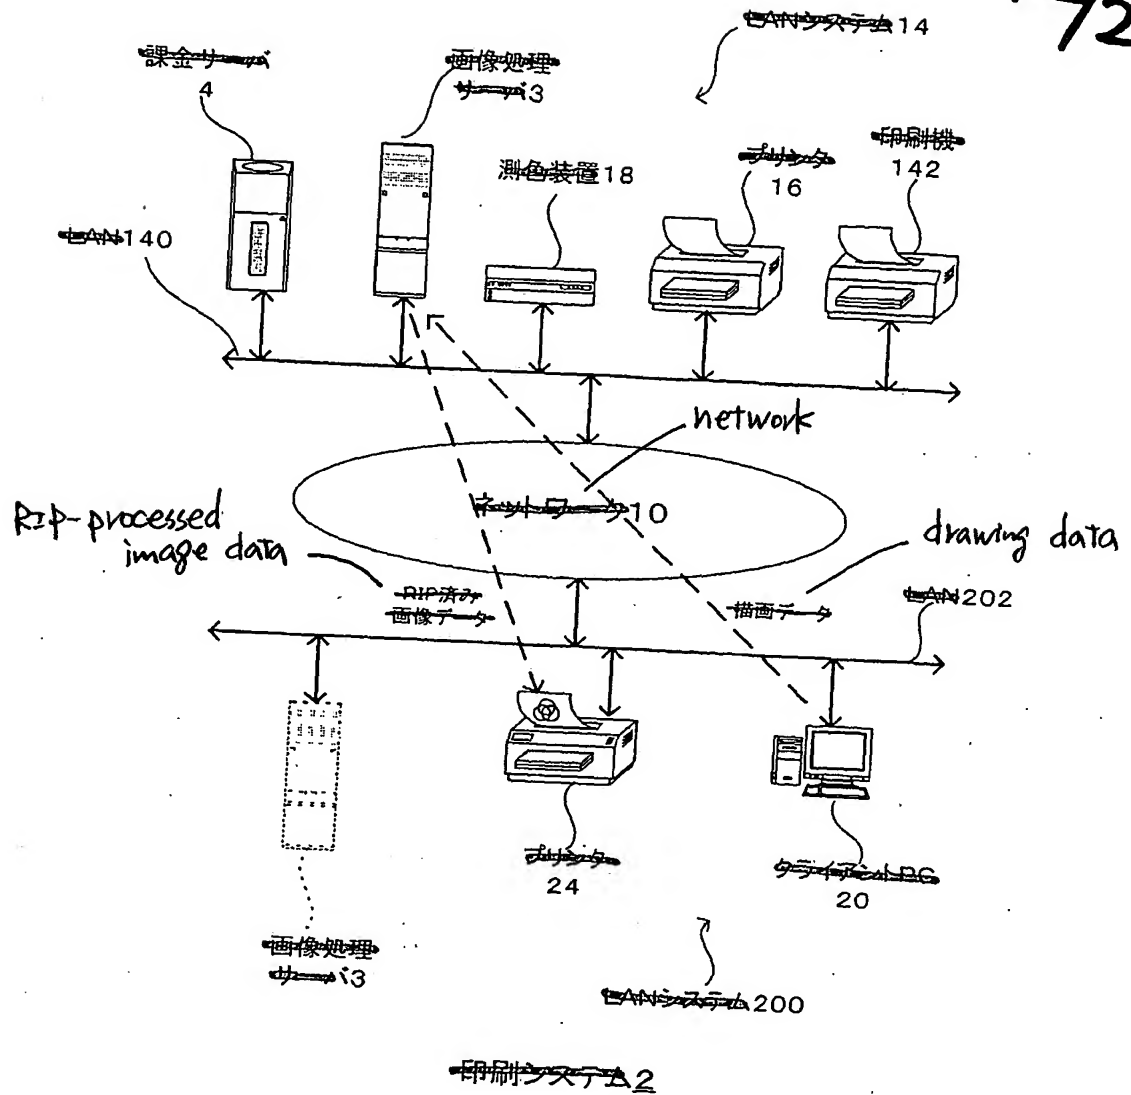 72
LANシステム14
課金サーバ
4
画像処理
サーバ3
測色装置18
プリンタ
16
印刷機
142
LAN140
network
ネットワーク10
RIP-processed
image data
drawing data
RIP済み
画像データ
描画データ
LAN202
プリンタ
24
クライアントPC
20
画像処理
サーバ3
LANシステム200
印刷システム2